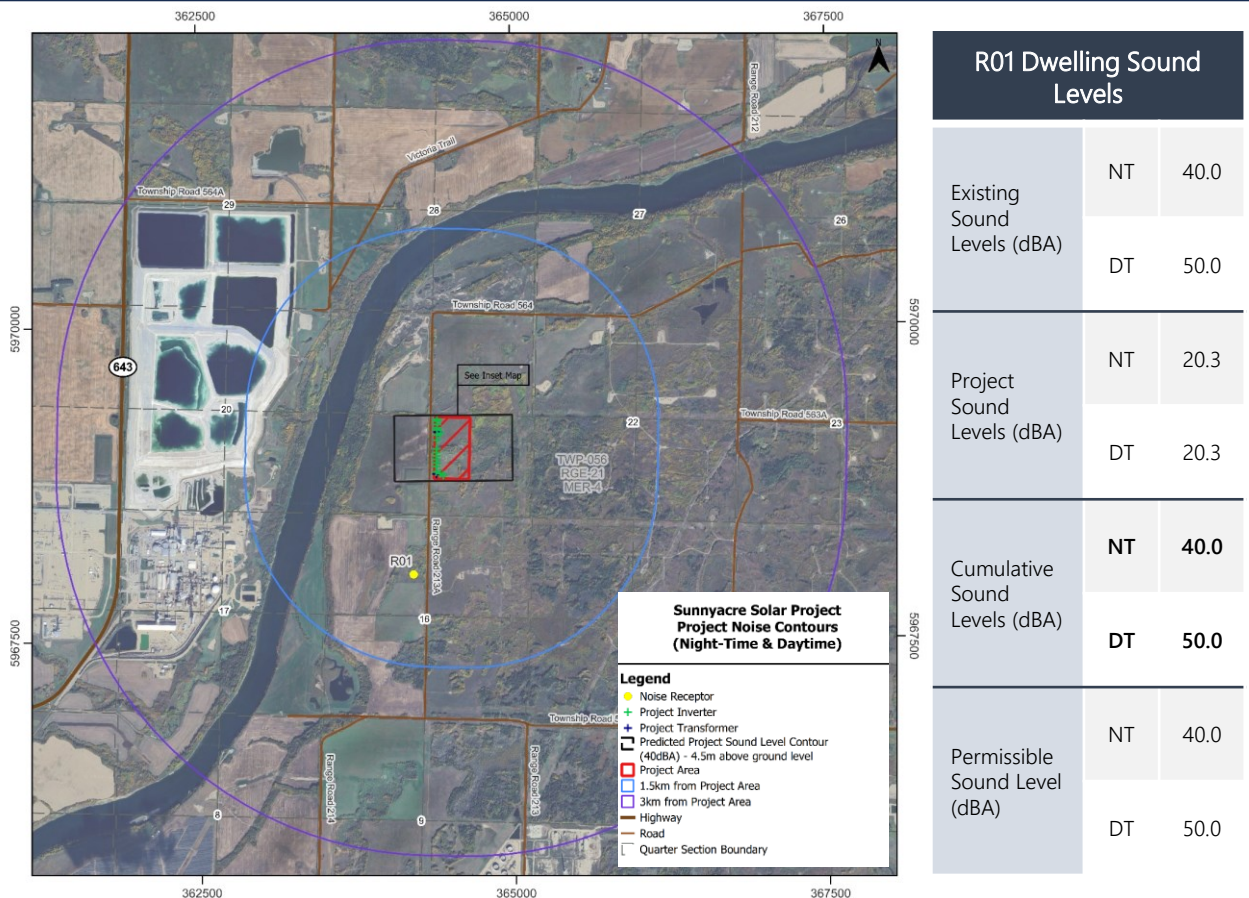 362500
365000
367500
N
Range Road 212
Victoria Trail
Township Road 564A
29
28
27
26
Township Road 564
5970000
5970000
643
See Inset Map
20
22
Township Road 563A
23
TWP-056
RGE-21
MER-4
Range Road 213A
R01
17
16
5967500
5967500
Township Road 5
Range Road 214
Range Road 213
8
9
Sunnyacre Solar Project
Project Noise Contours
(Night-Time & Daytime)
Legend
Noise Receptor
Project Inverter
Project Transformer
Predicted Project Sound Level Contour
(40dBA) - 4.5m above ground level
Project Area
1.5km from Project Area
3km from Project Area
Highway
Road
Quarter Section Boundary
362500
365000
367500
R01 Dwelling Sound
Levels
Existing
Sound
Levels (dBA)
NT 40.0
DT 50.0
Project
Sound
Levels (dBA)
NT 20.3
DT 20.3
Cumulative
Sound
Levels (dBA)
NT 40.0
DT 50.0
Permissible
Sound Level
(dBA)
NT 40.0
DT 50.0